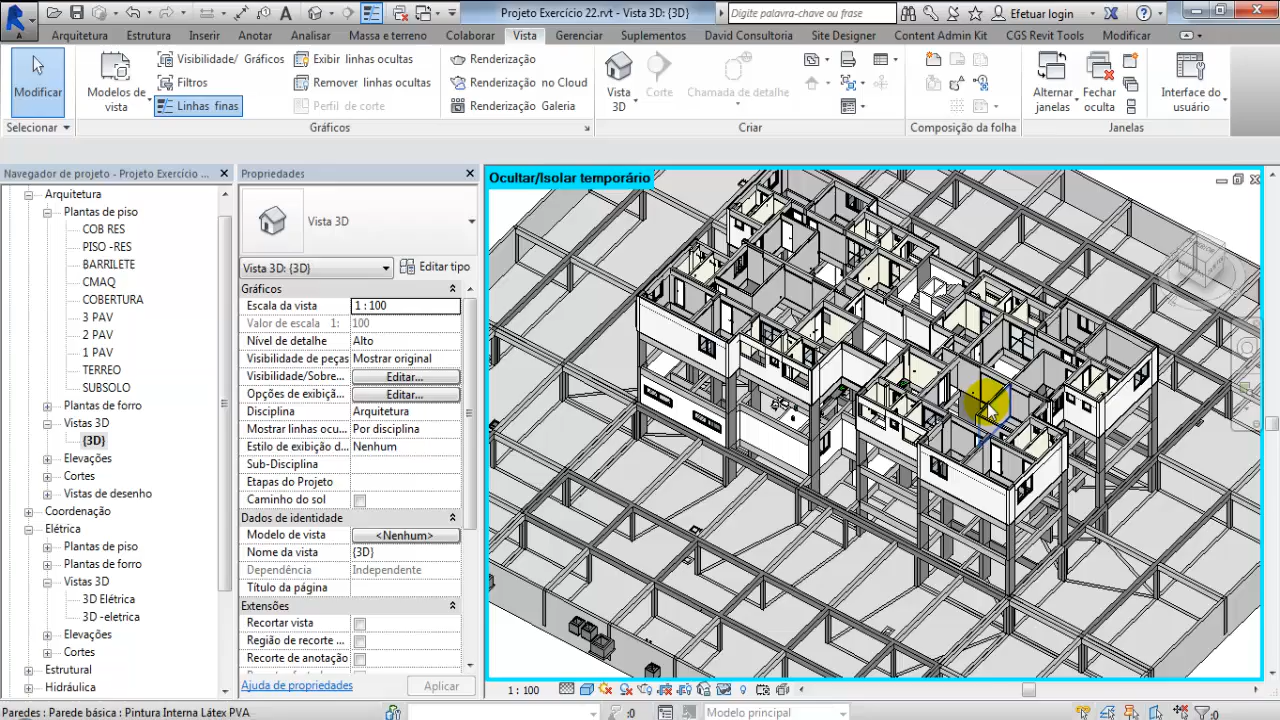 Projeto Exercício 22.rvt - Vista 3D: {3D}
Digite palavra-chave ou frase
Efetuar login
Arquitetura
Estrutura
Inserir
Anotar
Analisar
Massa e terreno
Colaborar
Vista
Gerenciar
Suplementos
David Consultoria
Site Designer
Content Admin Kit
CGS Revit Tools
Modificar
Modificar
Selecionar
Modelos de vista
Visibilidade/ Gráficos
Filtros
Linhas finas
Exibir linhas ocultas
Remover linhas ocultas
Perfil de corte
Renderização
Renderização no Cloud
Renderização Galeria
Gráficos
Vista 3D
Corte
Chamada de detalhe
Criar
Composição da folha
Alternar janelas
Fechar oculta
Janelas
Interface do usuário
Navegador de projeto - Projeto Exercício ...
Arquitetura
Plantas de piso
COB RES
PISO -RES
BARRILETE
CMAQ
COBERTURA
3 PAV
2 PAV
1 PAV
TERREO
SUBSOLO
Plantas de forro
Vistas 3D
{3D}
Elevações
Cortes
Vistas de desenho
Coordenação
Elétrica
Plantas de piso
Plantas de forro
Vistas 3D
3D Elétrica
3D -eletrica
Elevações
Cortes
Estrutural
Hidráulica
Propriedades
Vista 3D
Vista 3D: {3D}
Editar tipo
Gráficos
Escala da vista 1 : 100
Valor de escala 1: 100
Nível de detalhe Alto
Visibilidade de peças Mostrar original
Visibilidade/Sobre... Editar...
Opções de exibiçã... Editar...
Disciplina Arquitetura
Mostrar linhas ocu... Por disciplina
Estilo de exibição d... Nenhum
Sub-Disciplina
Etapas do Projeto
Caminho do sol
Dados de identidade
Modelo de vista <Nenhum>
Nome da vista {3D}
Dependência Independente
Título da página
Extensões
Recortar vista
Região de recorte ...
Recorte de anotação
Ajuda de propriedades
Aplicar
Ocultar/Isolar temporário
1 : 100
Paredes : Parede básica : Pintura Interna Látex PVA
:0
Modelo principal
:0